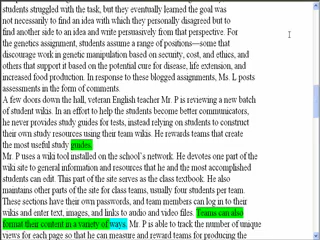 students struggled with the task, but they eventually learned the goal was
not necessarily to find an idea with which they personally disagree but to
find another side to an idea and write persuasively from that perspective. For
the genetics assignment, students assume a range of positions—some that
discourage work in genetic manipulation based on security, cost, and ethics, and
others that support it based on the potential cure for disease, life extension, and
increased food production. In response to these blogged assignments, Ms. L posts
assessments in the form of comments.
A few doors down the hall, veteran English teacher Mr. P is reviewing a new batch
of student wikis. In an effort to help the students become better communicators,
he never provides study guides for tests, instead relying on students to construct
their own study resources using their team wikis. He rewards teams that create
the most useful study guides.
Mr. P uses a wiki tool installed on the school's network. He devotes one part of the
wiki site to general information and resources that he and the most accomplished
students can edit. This part of the site serves as the class textbook. He also
maintains other parts of the site for class teams, usually four students per team.
These sections have their own passwords, and team members can log in to their
wikis and enter text, images, and links to audio and video files. Teams can also
format their content in a variety of ways. Mr. P is able to track the number of unique
views for each page so that he can measure and reward teams for producing the